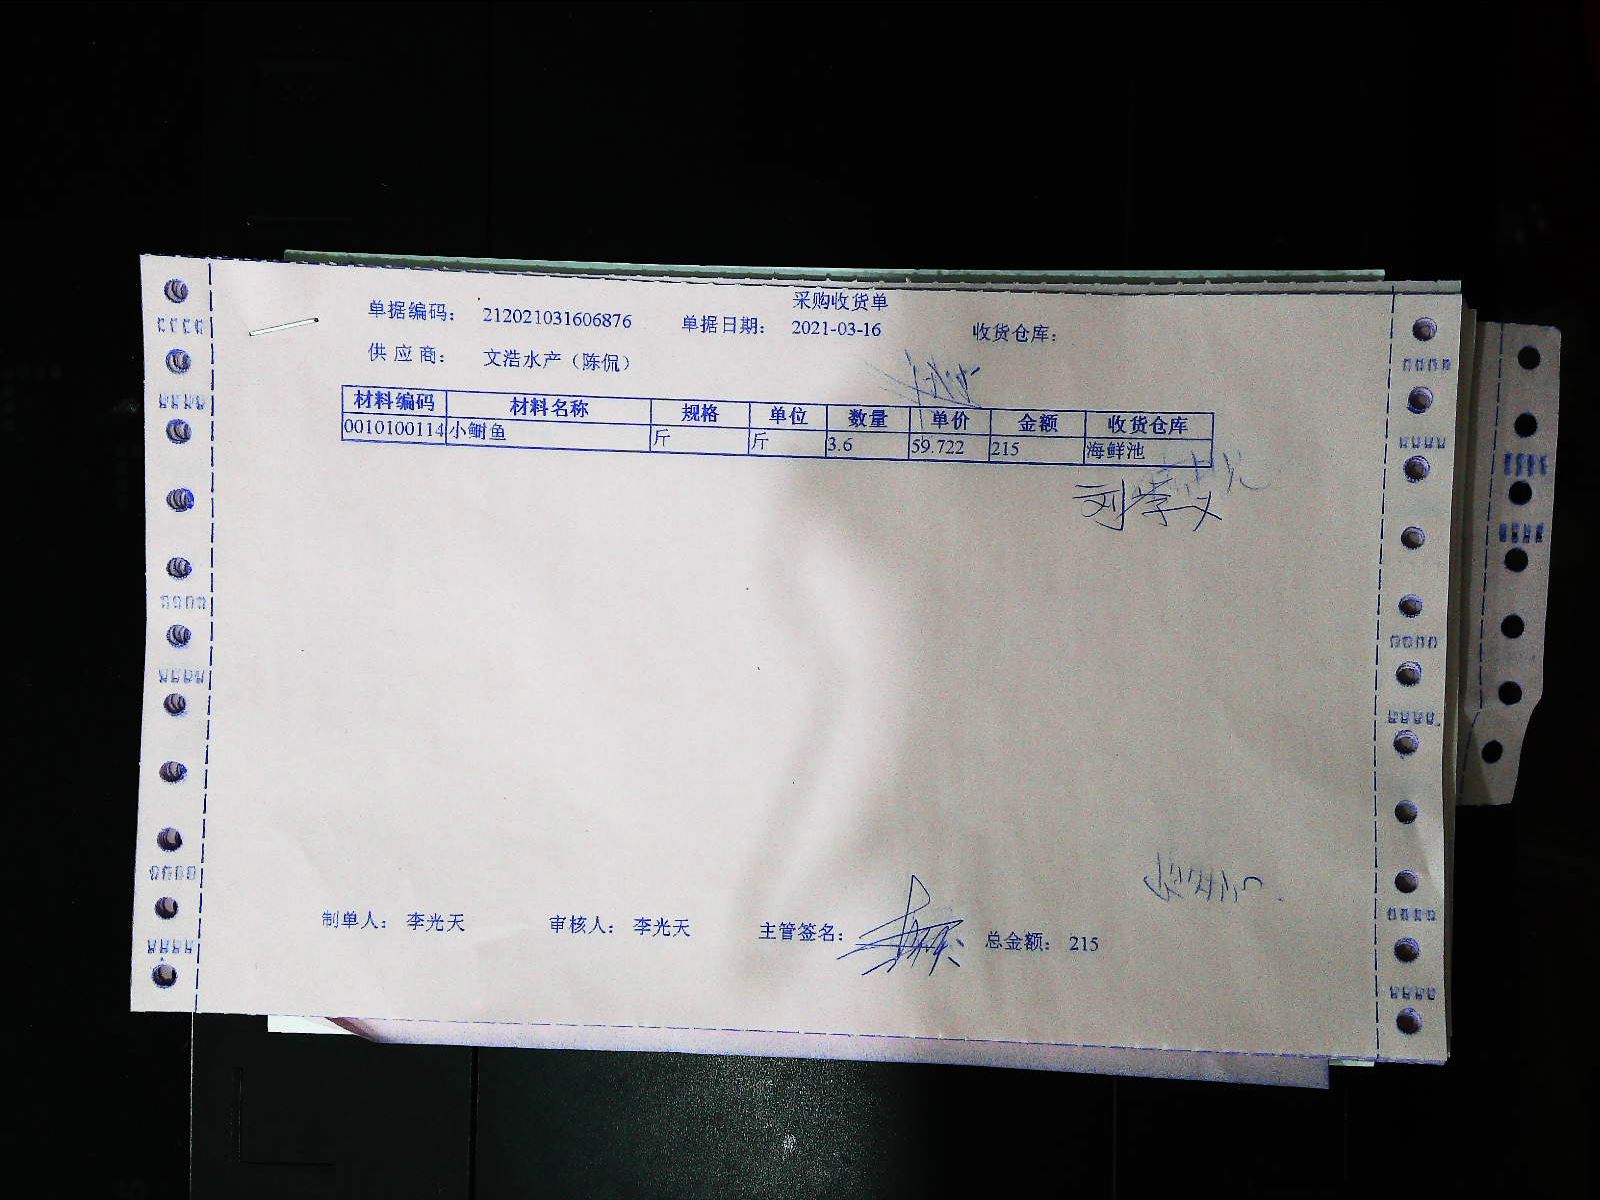 采购收货单
单据编码: 212021031606876 单据日期: 2021-03-16 收货仓库:
供应商: 文浩水产（陈侃）
材料编码 材料名称 规格 单位 数量 单价 金额 收货仓库
0010100114 小鲥鱼 斤 斤 3.6 59.722 215 海鲜池
刘学义
制单人: 李光天 审核人: 李光天 主管签名: 总金额: 215